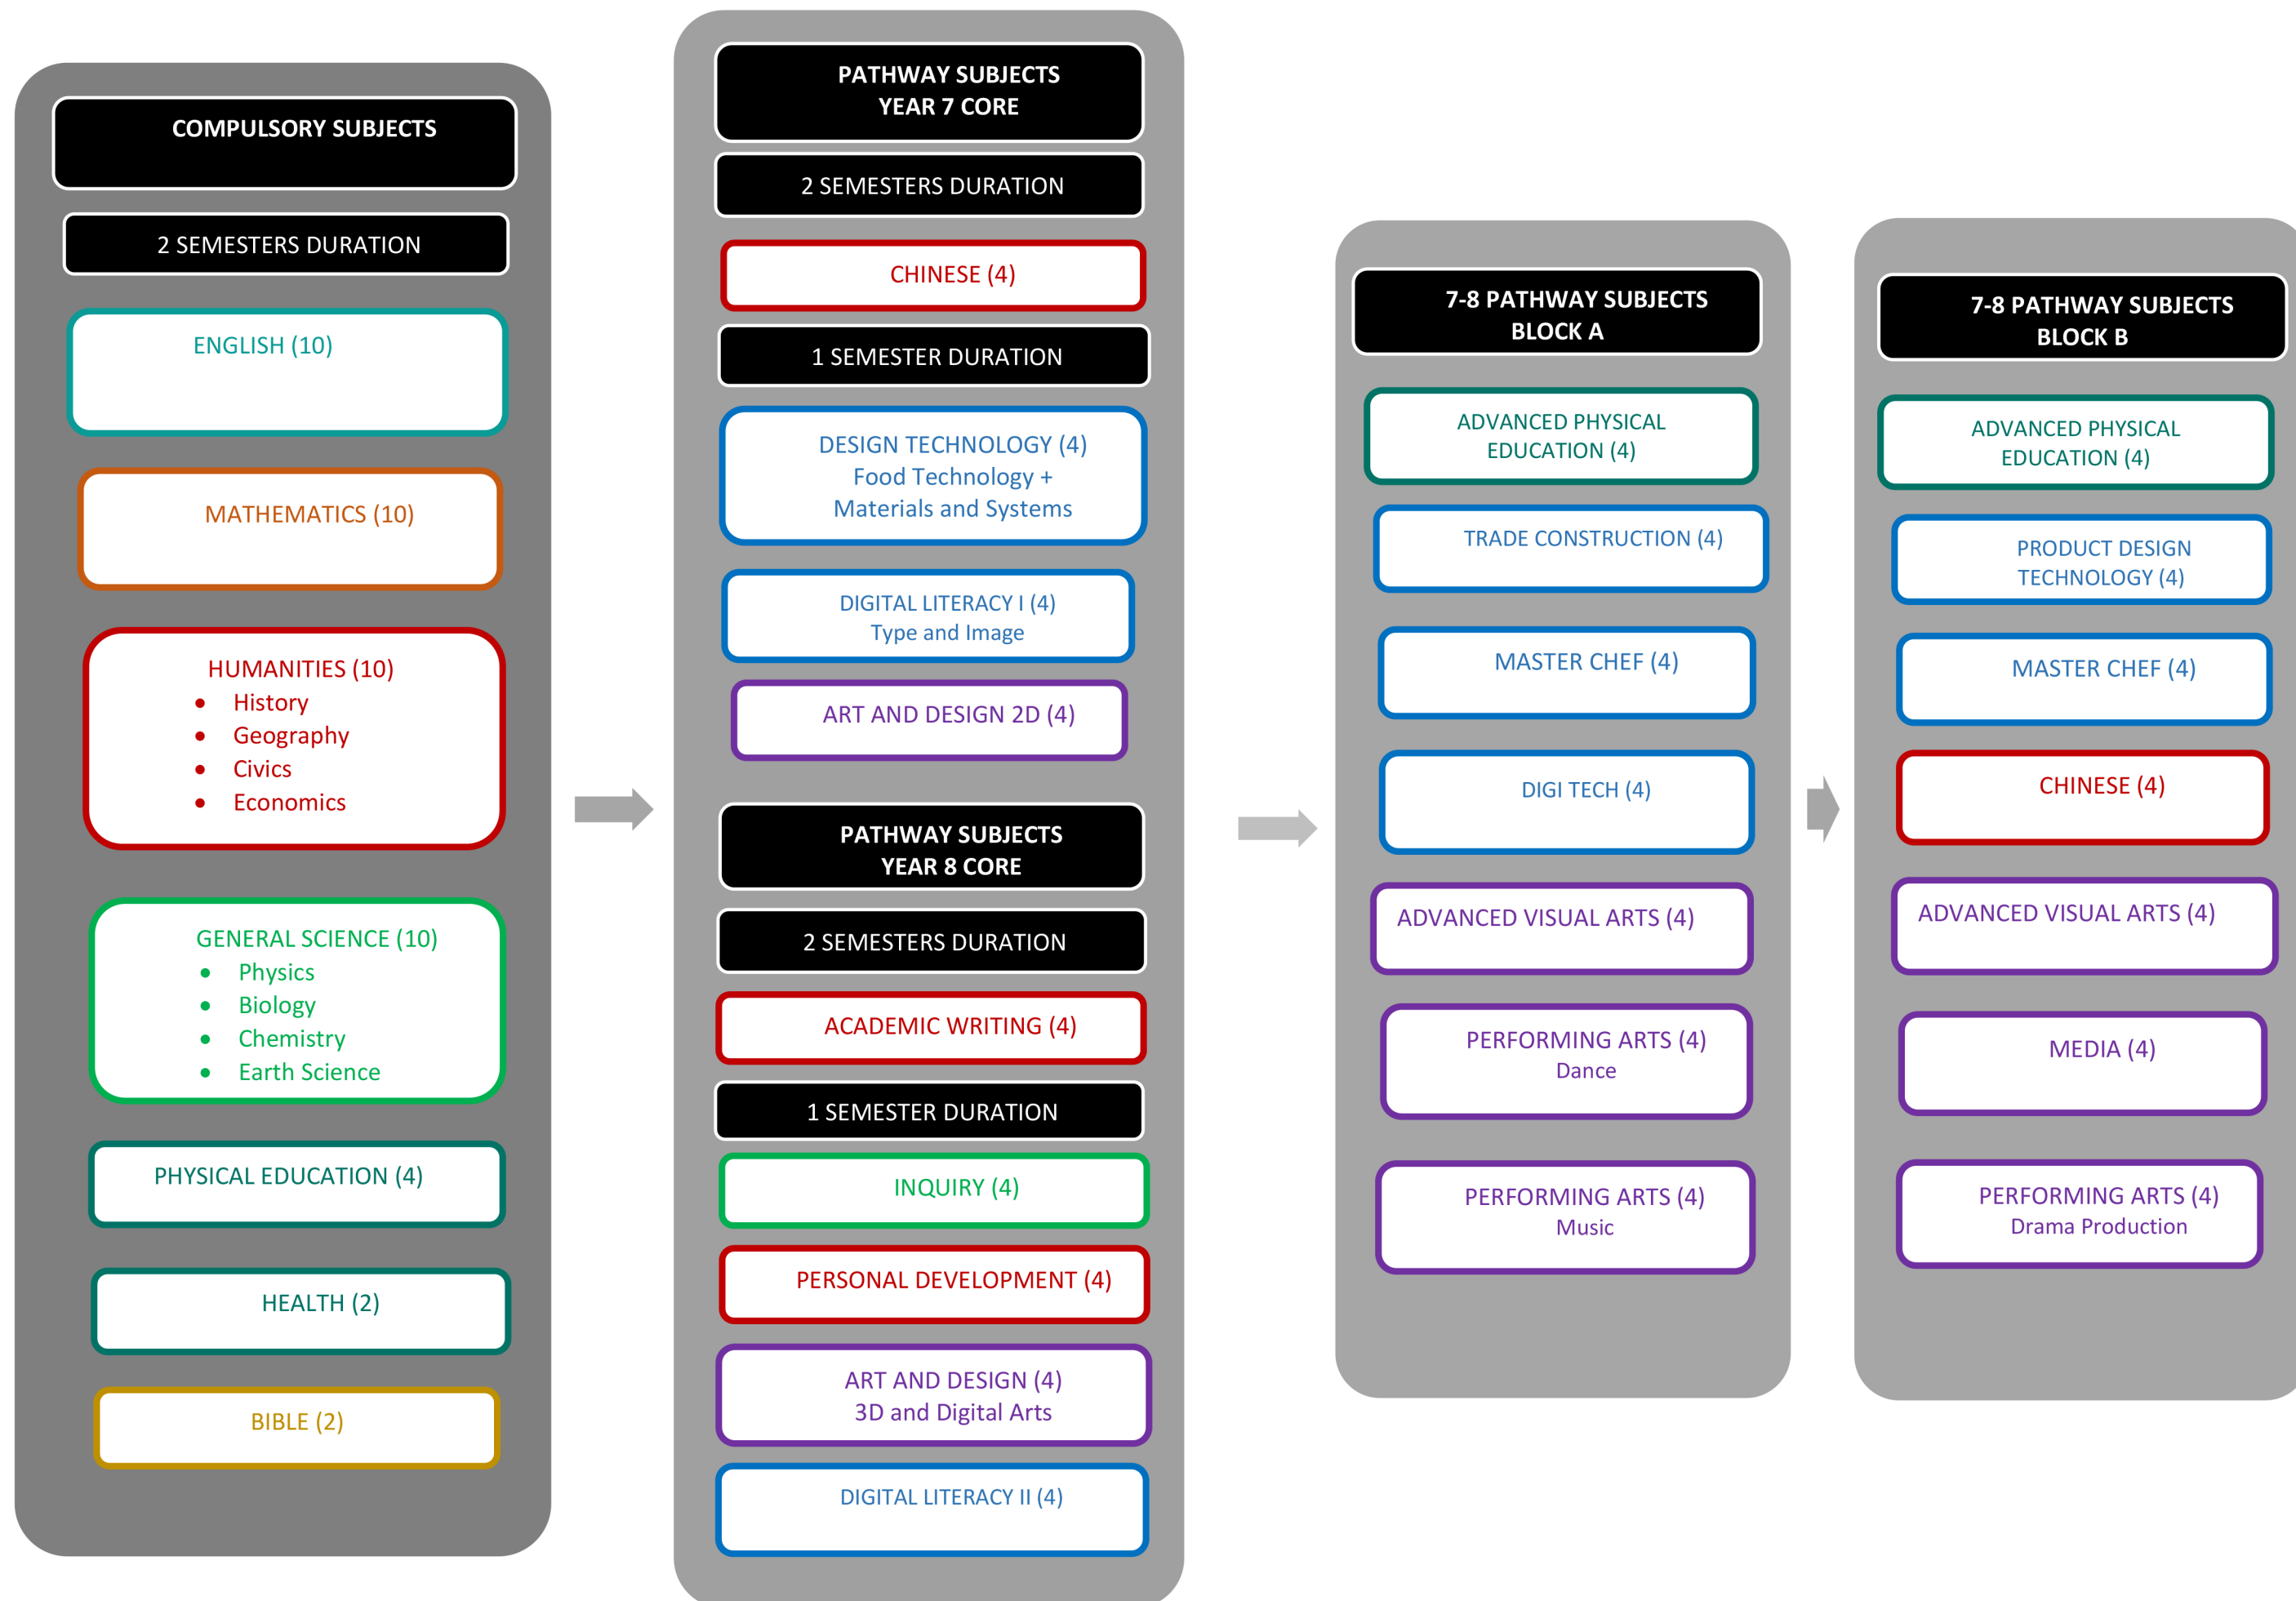 COMPULSORY SUBJECTS
2 SEMESTERS DURATION
ENGLISH (10)
MATHEMATICS (10)
HUMANITIES (10)
• History
• Geography
• Civics
• Economics
GENERAL SCIENCE (10)
• Physics
• Biology
• Chemistry
• Earth Science
PHYSICAL EDUCATION (4)
HEALTH (2)
BIBLE (2)
PATHWAY SUBJECTS
YEAR 7 CORE
2 SEMESTERS DURATION
CHINESE (4)
1 SEMESTER DURATION
DESIGN TECHNOLOGY (4)
Food Technology +
Materials and Systems
DIGITAL LITERACY I (4)
Type and Image
ART AND DESIGN 2D (4)
PATHWAY SUBJECTS
YEAR 8 CORE
2 SEMESTERS DURATION
ACADEMIC WRITING (4)
1 SEMESTER DURATION
INQUIRY (4)
PERSONAL DEVELOPMENT (4)
ART AND DESIGN (4)
3D and Digital Arts
DIGITAL LITERACY II (4)
7-8 PATHWAY SUBJECTS
BLOCK A
ADVANCED PHYSICAL
EDUCATION (4)
TRADE CONSTRUCTION (4)
MASTER CHEF (4)
DIGI TECH (4)
ADVANCED VISUAL ARTS (4)
PERFORMING ARTS (4)
Dance
PERFORMING ARTS (4)
Music
7-8 PATHWAY SUBJECTS
BLOCK B
ADVANCED PHYSICAL
EDUCATION (4)
PRODUCT DESIGN
TECHNOLOGY (4)
MASTER CHEF (4)
CHINESE (4)
ADVANCED VISUAL ARTS (4)
MEDIA (4)
PERFORMING ARTS (4)
Drama Production